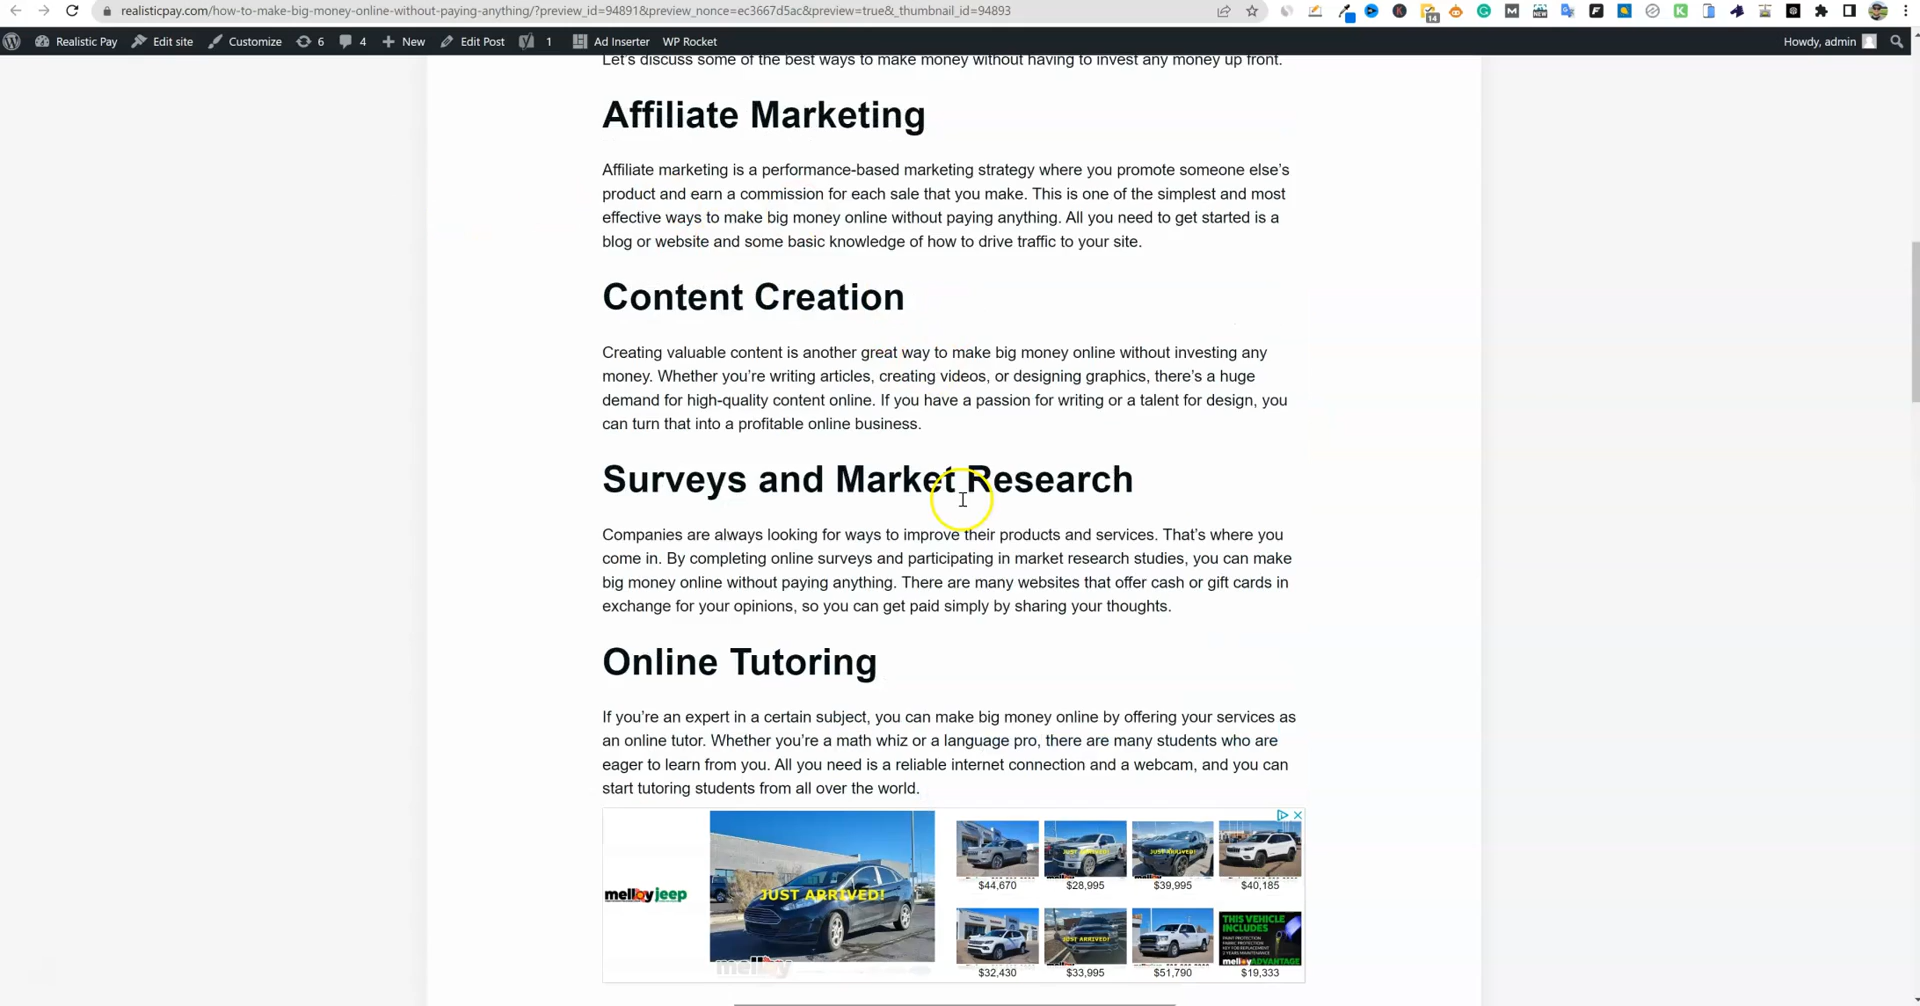 realisticpay.com/how-to-make-big-money-online-without-paying-anything/?preview_id=94891&preview_nonce=ec3667d5ac&preview=true&_thumbnail_id=94893
14
NEW
Realistic Pay
Edit site
Customize
6
4
New
Edit Post
1
Ad Inserter
WP Rocket
Howdy, admin
Let's discuss some of the best ways to make money without having to invest any money up front.
Affiliate Marketing
Affiliate marketing is a performance-based marketing strategy where you promote someone else's
product and earn a commission for each sale that you make. This is one of the simplest and most
effective ways to make big money online without paying anything. All you need to get started is a
blog or website and some basic knowledge of how to drive traffic to your site.
Content Creation
Creating valuable content is another great way to make big money online without investing any
money. Whether you're writing articles, creating videos, or designing graphics, there's a huge
demand for high-quality content online. If you have a passion for writing or a talent for design, you
can turn that into a profitable online business.
Surveys and Market Research
Companies are always looking for ways to improve their products and services. That's where you
come in. By completing online surveys and participating in market research studies, you can make
big money online without paying anything. There are many websites that offer cash or gift cards in
exchange for your opinions, so you can get paid simply by sharing your thoughts.
Online Tutoring
If you're an expert in a certain subject, you can make big money online by offering your services as
an online tutor. Whether you're a math whiz or a language pro, there are many students who are
eager to learn from you. All you need is a reliable internet connection and a webcam, and you can
start tutoring students from all over the world.
melloy jeep
JUST ARRIVED!
melloy
JUST ARRIVED!
JUST ARRIVED!
$44,670
$28,995
$39,995
$40,185
JUST ARRIVED!
THIS VEHICLE
INCLUDES
melloyADVANTAGE
$32,430
$33,995
$51,790
$19,333